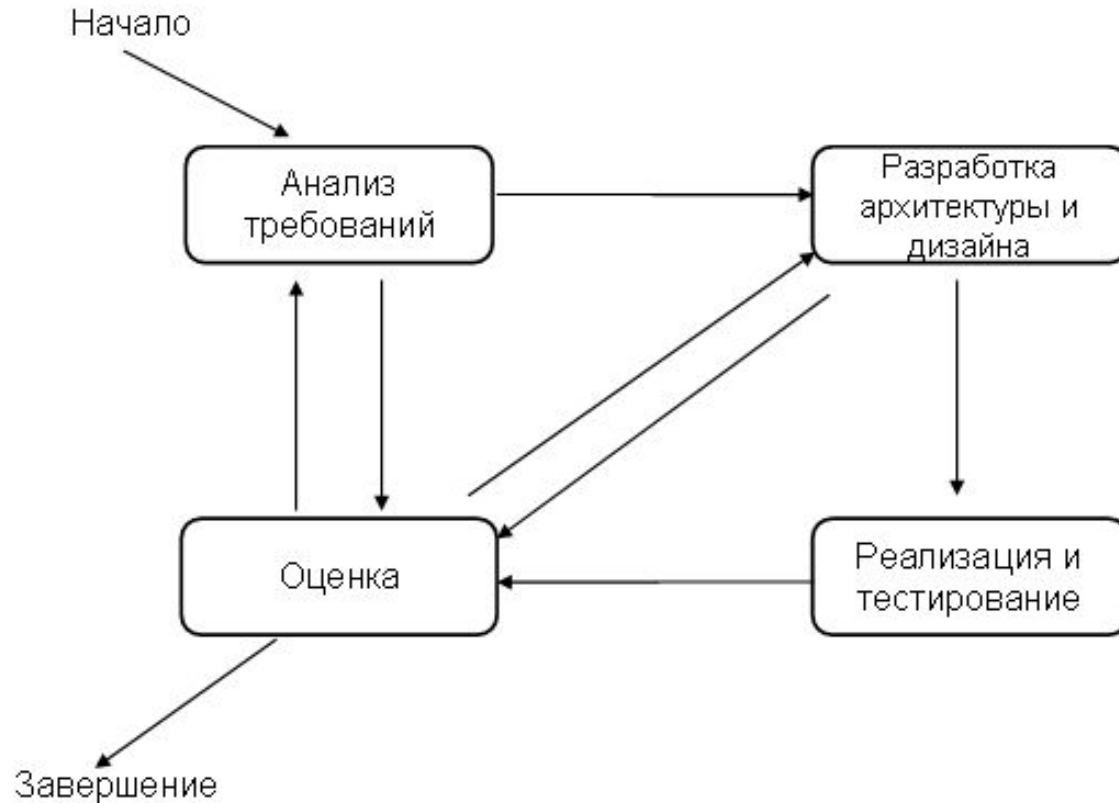 Начало
Анализ
требований
Разработка
архитектуры и
дизайна
Оценка
Реализация и
тестирование
Завершение